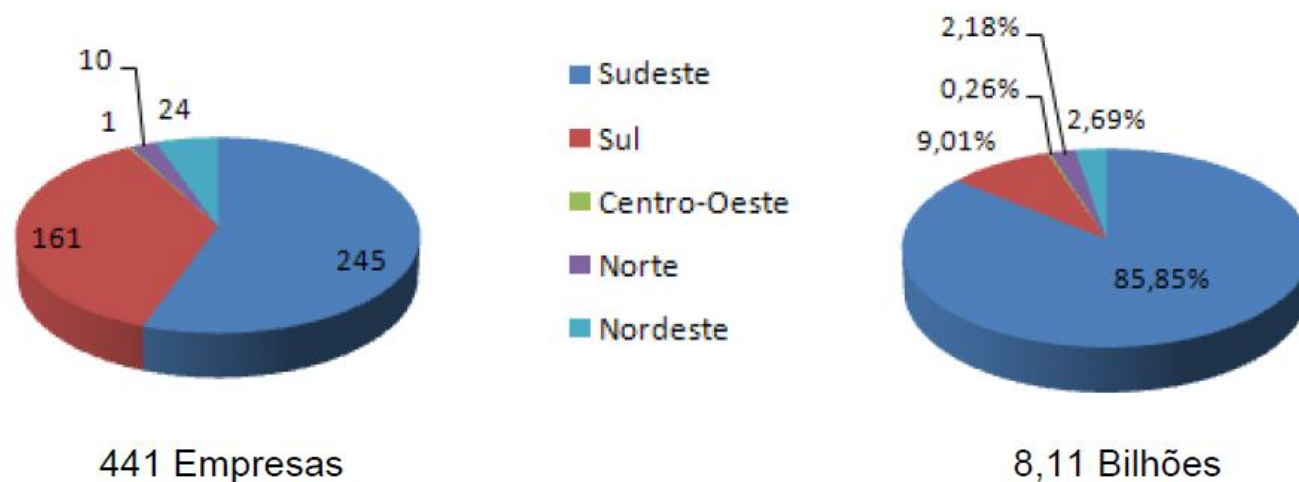 10
24
1
161
245
441 Empresas
Sudeste
Sul
Centro-Oeste
Norte
Nordeste
2,18%
0,26%
2,69%
9,01%
85,85%
8,11 Bilhões